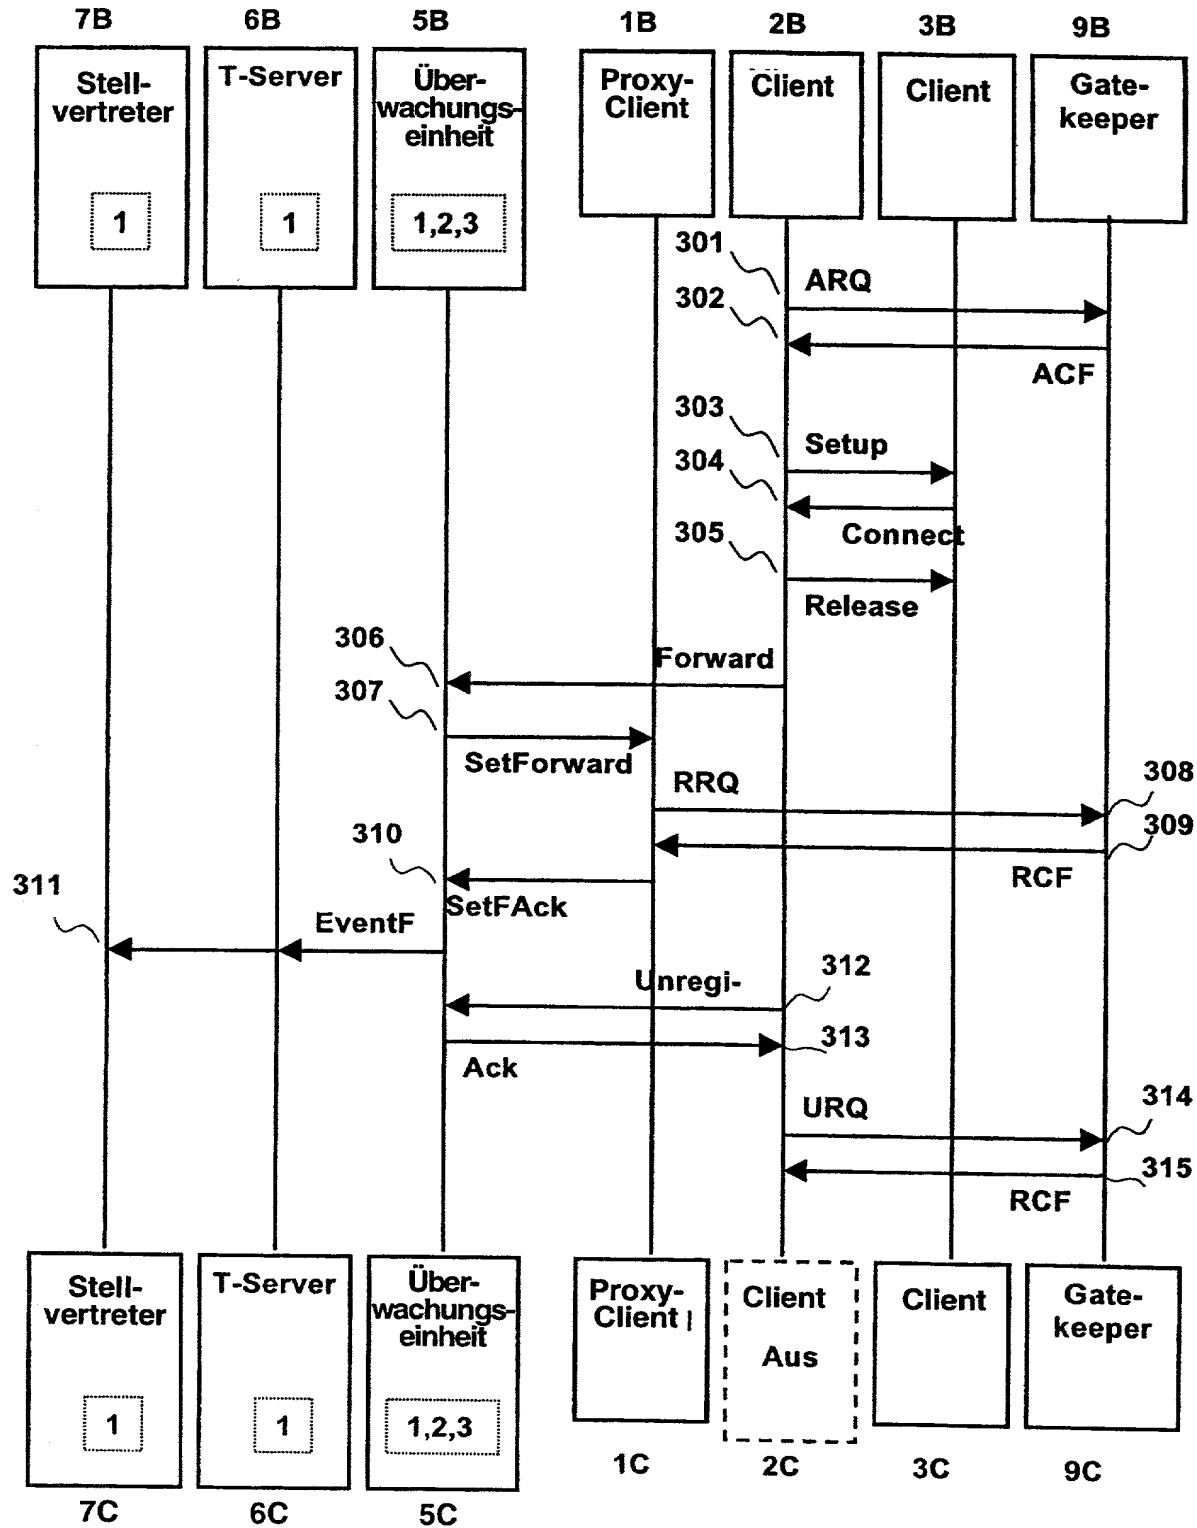 7B
6B
5B
1B
2B
3B
9B
Stell-
vertreter
1
T-Server
1
Über-
wachungs-
einheit
1,2,3
Proxy-
Client
Client
Client
Gate-
keeper
301
ARQ
302
ACF
303
Setup
304
Connect
305
Release
306
Forward
307
SetForward
RRQ
308
309
RCF
310
SetFAck
311
EventF
312
Unregi-
313
Ack
URQ
314
315
RCF
Stell-
vertreter
1
T-Server
1
Über-
wachungs-
einheit
1,2,3
Proxy-
Client
Client
Aus
Client
Gate-
keeper
7C
6C
5C
1C
2C
3C
9C